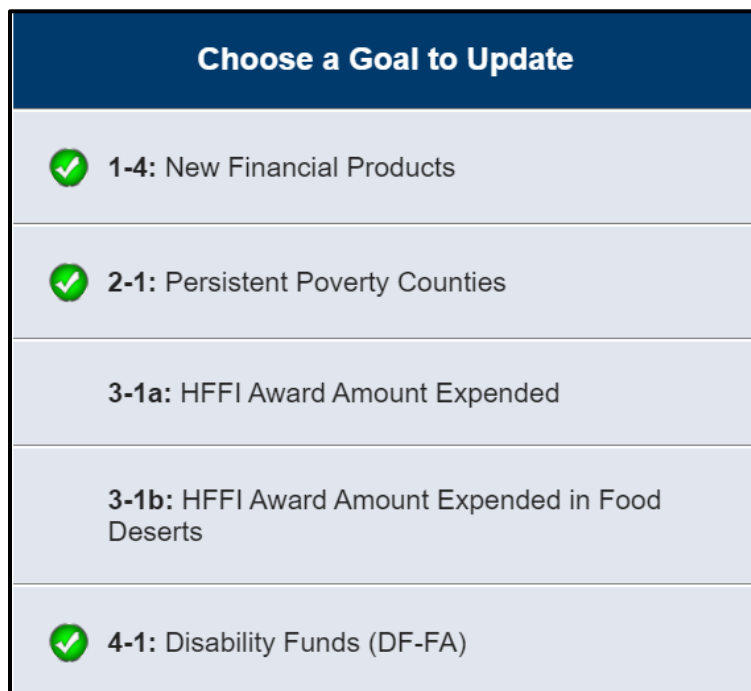 Choose a Goal to Update
1-4: New Financial Products
2-1: Persistent Poverty Counties
3-1a: HFFI Award Amount Expended
3-1b: HFFI Award Amount Expended in Food
Deserts
4-1: Disability Funds (DF-FA)